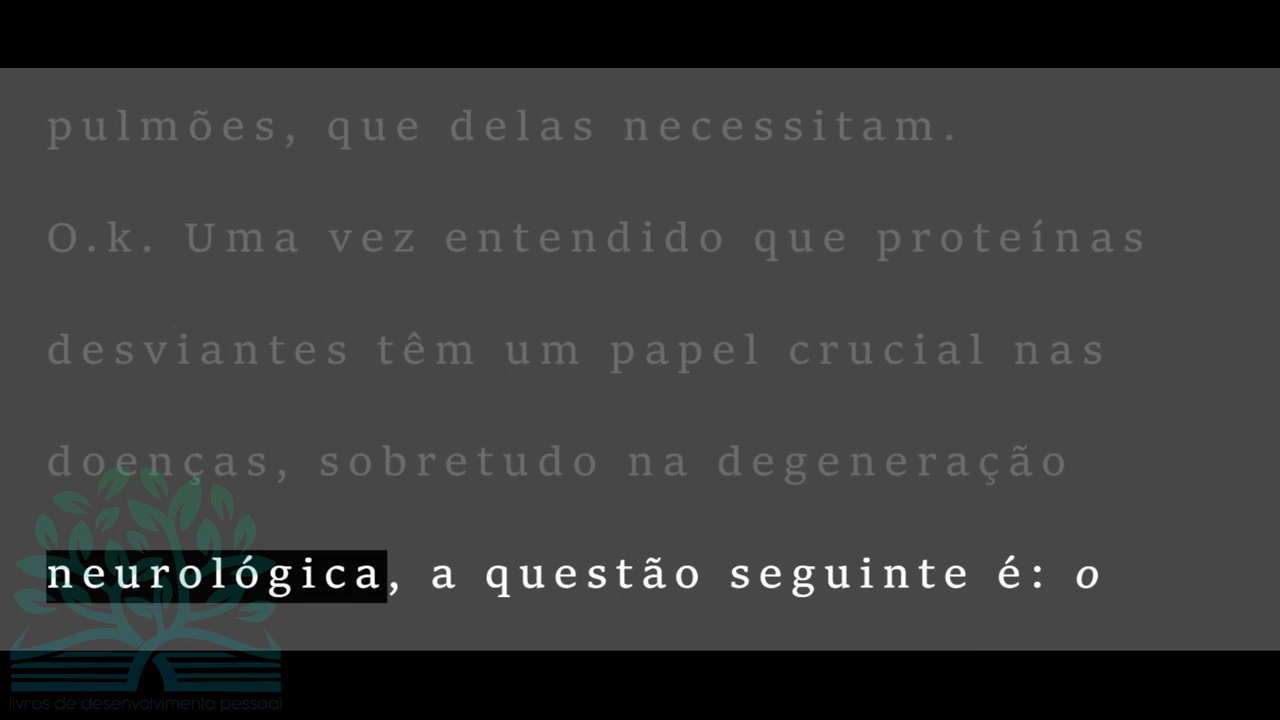 pulmões, que delas necessitam.
O.k. Uma vez entendido que proteínas
desviantes têm um papel crucial nas
doenças, sobretudo na degeneração
neurológica, a questão seguinte é: o
livros de desenvolvimento pessoal